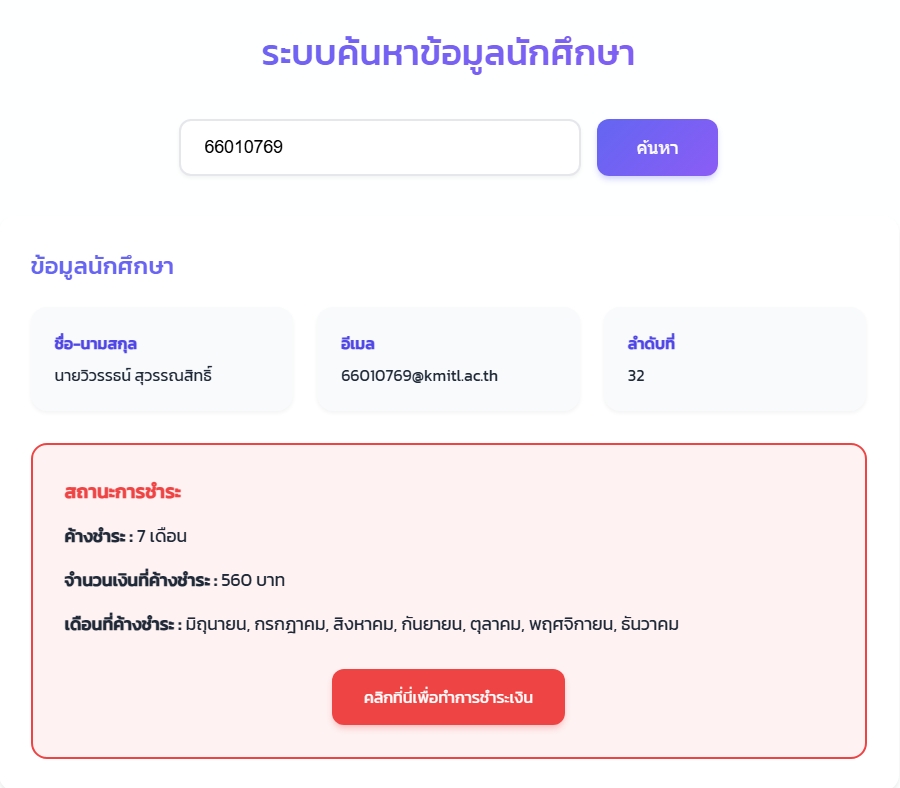 ระบบค้นหาข้อมูลนักศึกษา
66010769
ค้นหา
ข้อมูลนักศึกษา
ชื่อ-นามสกุล
นายวิวรรธน์ สุวรรณสิทธิ์
อีเมล
66010769@kmitl.ac.th
ลำดับที่
32
สถานะการชำระ
ค้างชำระ : 7 เดือน
จำนวนเงินที่ค้างชำระ : 560 บาท
เดือนที่ค้างชำระ : มิถุนายน, กรกฎาคม, สิงหาคม, กันยายน, ตุลาคม, พฤศจิกายน, ธันวาคม
คลิกที่นี่เพื่อทำการชำระเงิน